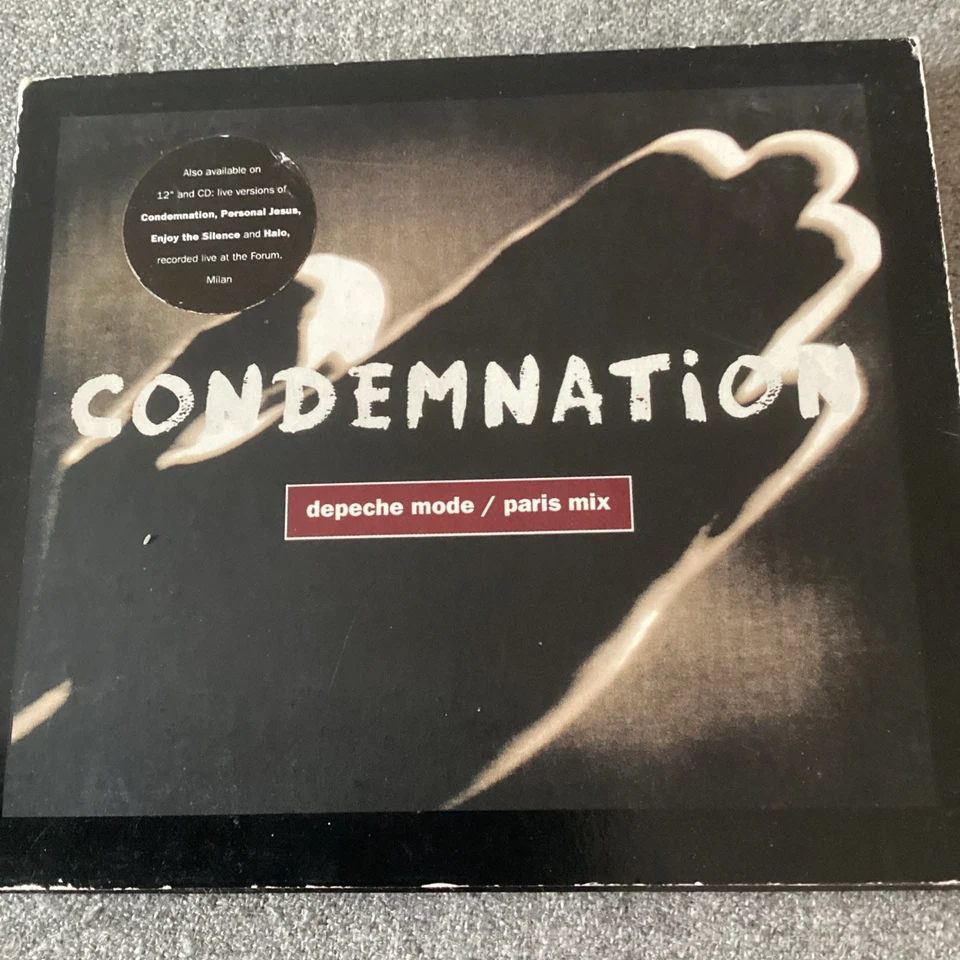 Also available on
12" and CD: live versions of
Condemnation, Personal Jesus,
Enjoy the Silence and Halo,
recorded live at the Forum,
Milan
CONDEMNATiON
depeche mode / paris mix